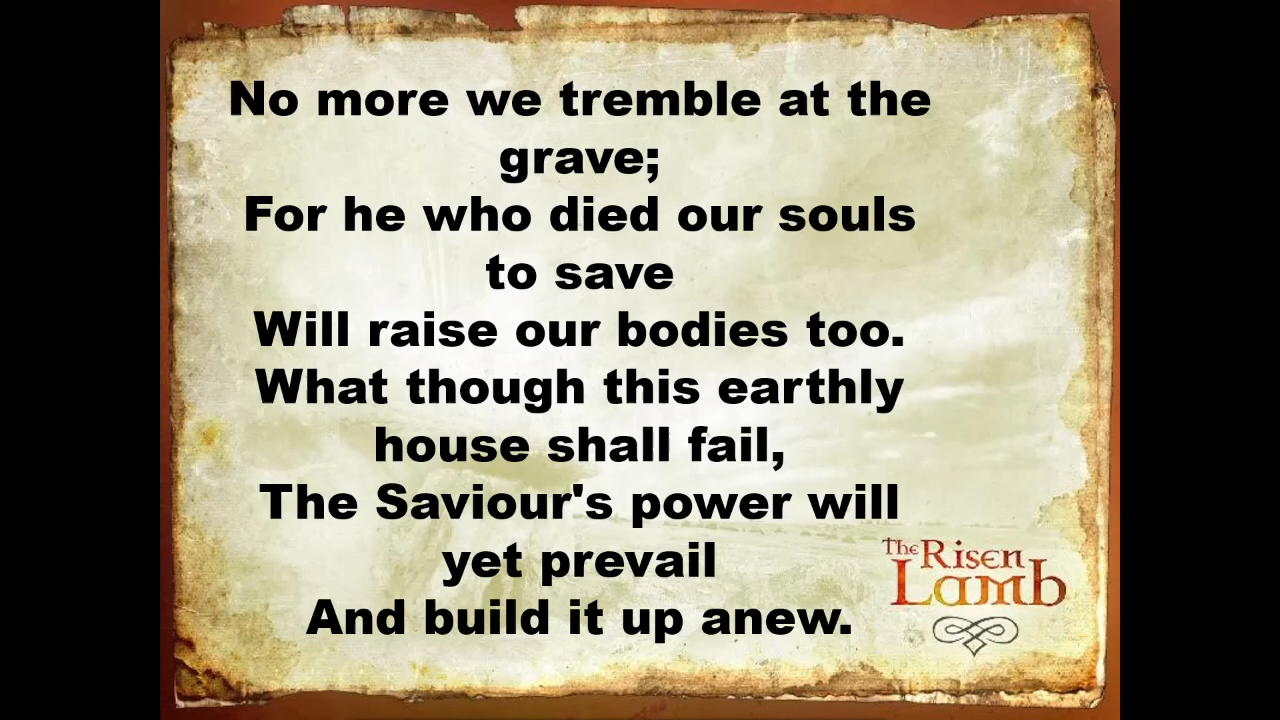 No more we tremble at the
grave;
For he who died our souls
to save
Will raise our bodies too.
What though this earthly
house shall fail,
The Saviour's power will
yet prevail
And build it up anew.
The Risen
Lamb